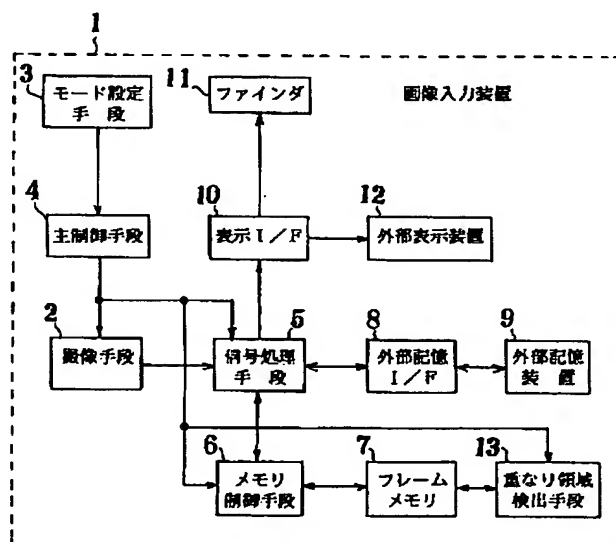 1
3
モード設定
手 段
11
ファインダ
画像入力装置
4
主制御手段
10
表示I/F
12
外部表示装置
2
撮像手段
5
信号処理
手 段
8
外部記憶
I/F
9
外部記憶
装 置
6
メモリ
制御手段
7
フレーム
メモリ
13
重なり領域
検出手段